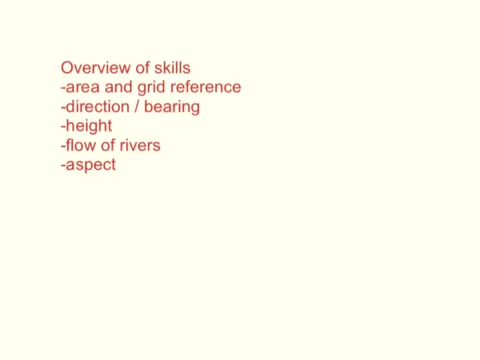 Overview of skills
-area and grid reference
-direction / bearing
-height
-flow of rivers
-aspect